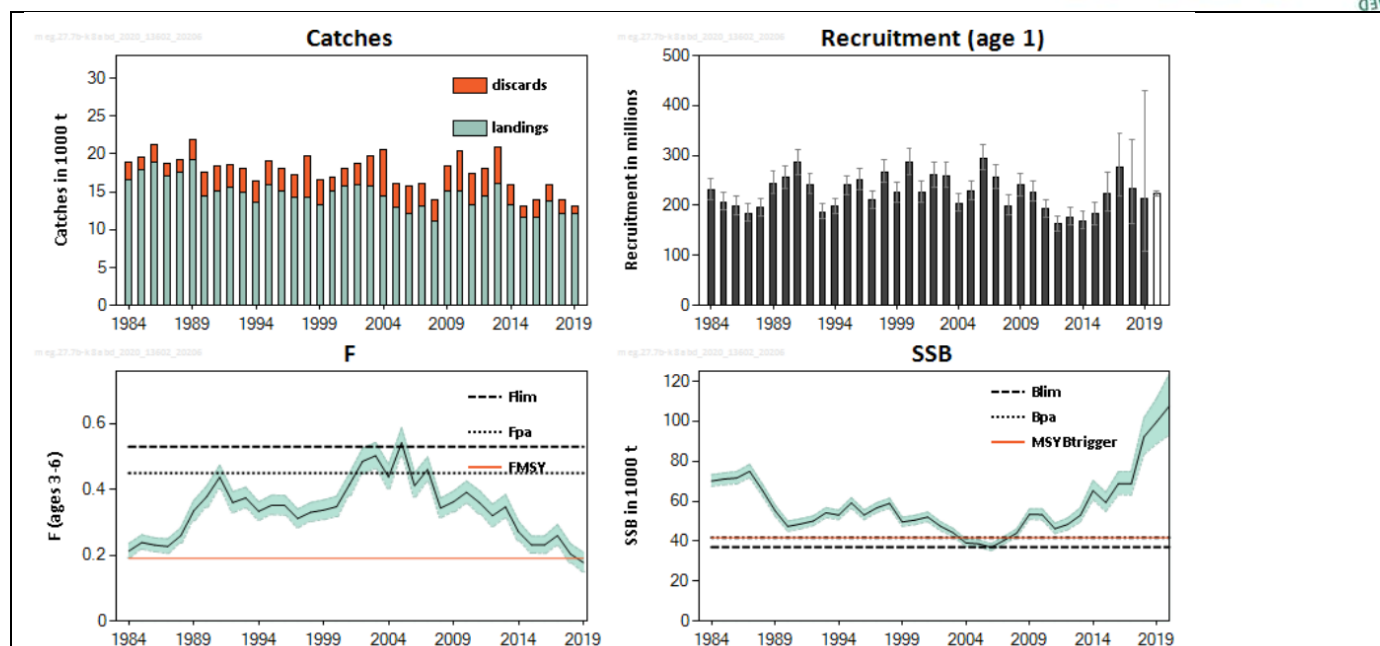 Catches
30
25
20
15
10
5
0
Catches in 1000 t
discards
landings
1984 1989 1994 1999 2004 2009 2014 2019
Recruitment (age 1)
500
400
300
200
100
0
Recruitment in millions
1984 1989 1994 1999 2004 2009 2014 2019
F
0.6
0.4
0.2
0
F (ages 3-6)
Flim
Fpa
FMSY
1984 1989 1994 1999 2004 2009 2014 2019
SSB
120
100
80
60
40
20
0
SSB in 1000 t
Blim
Bpa
MSYBtrigger
1984 1989 1994 1999 2004 2009 2014 2019